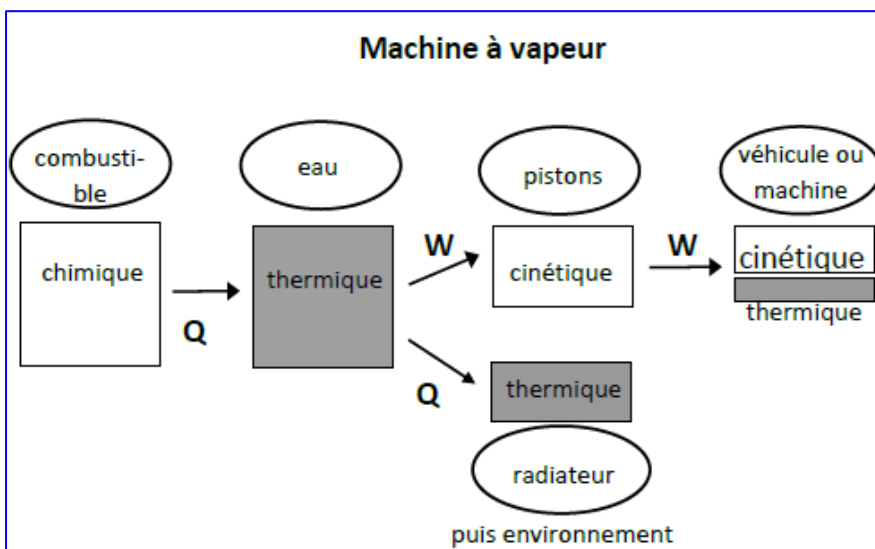 Machine à vapeur
combusti-
ble
eau
pistons
véhicule ou
machine
chimique
Q
thermique
W
cinétique
W
cinétique
thermique
Q
thermique
radiateur
puis environnement